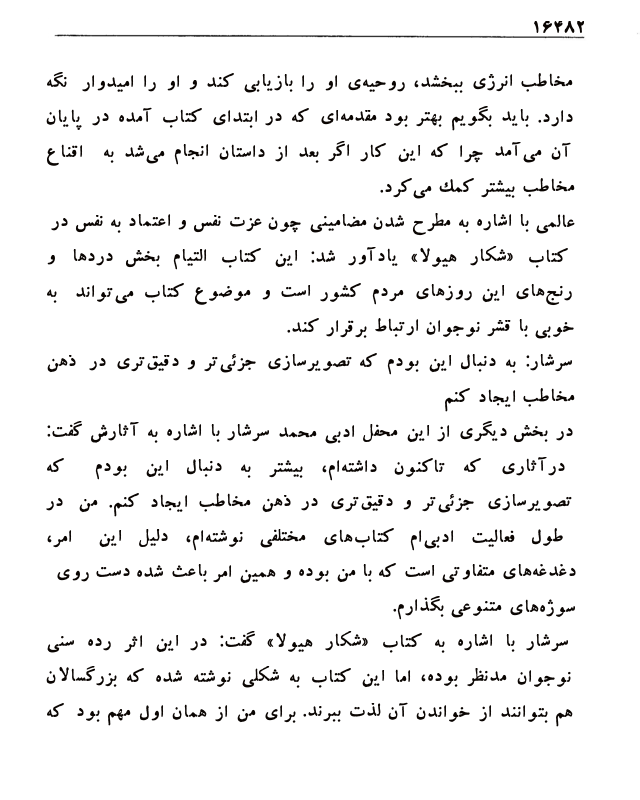 ۱۶۴۸۲
مخاطب انرژی ببخشد، روحیه‌ی او را بازیابی کند و او را امیدوار نگه
دارد. باید بگویم بهتر بود مقدمه‌ای که در ابتدای کتاب آمده در پایان
آن می‌آمد چرا که این کار اگر بعد از داستان انجام می‌شد به اقناع
مخاطب بیشتر کمك می‌کرد.
عالمی با اشاره به مطرح شدن مضامینی چون عزت نفس و اعتماد به نفس در
کتاب «شکار هیولا» یادآور شد: این کتاب التیام بخش دردها و
رنج‌های این روزهای مردم کشور است و موضوع کتاب می‌تواند به
خوبی با قشر نوجوان ارتباط برقرار کند.
سرشار: به دنبال این بودم که تصویرسازی جزئی‌تر و دقیق‌تری در ذهن
مخاطب ایجاد کنم
در بخش دیگری از این محفل ادبی محمد سرشار با اشاره به آثارش گفت:
درآثاری که تاکنون داشته‌ام، بیشتر به دنبال این بودم که
تصویرسازی جزئی‌تر و دقیق‌تری در ذهن مخاطب ایجاد کنم. من در
طول فعالیت ادبی‌ام کتاب‌های مختلفی نوشته‌ام، دلیل این امر،
دغدغه‌های متفاوتی است که با من بوده و همین امر باعث شده دست روی
سوژه‌های متنوعی بگذارم.
سرشار با اشاره به کتاب «شکار هیولا» گفت: در این اثر رده سنی
نوجوان مدنظر بوده، اما این کتاب به شکلی نوشته شده که بزرگسالان
هم بتوانند از خواندن آن لذت ببرند. برای من از همان اول مهم بود که